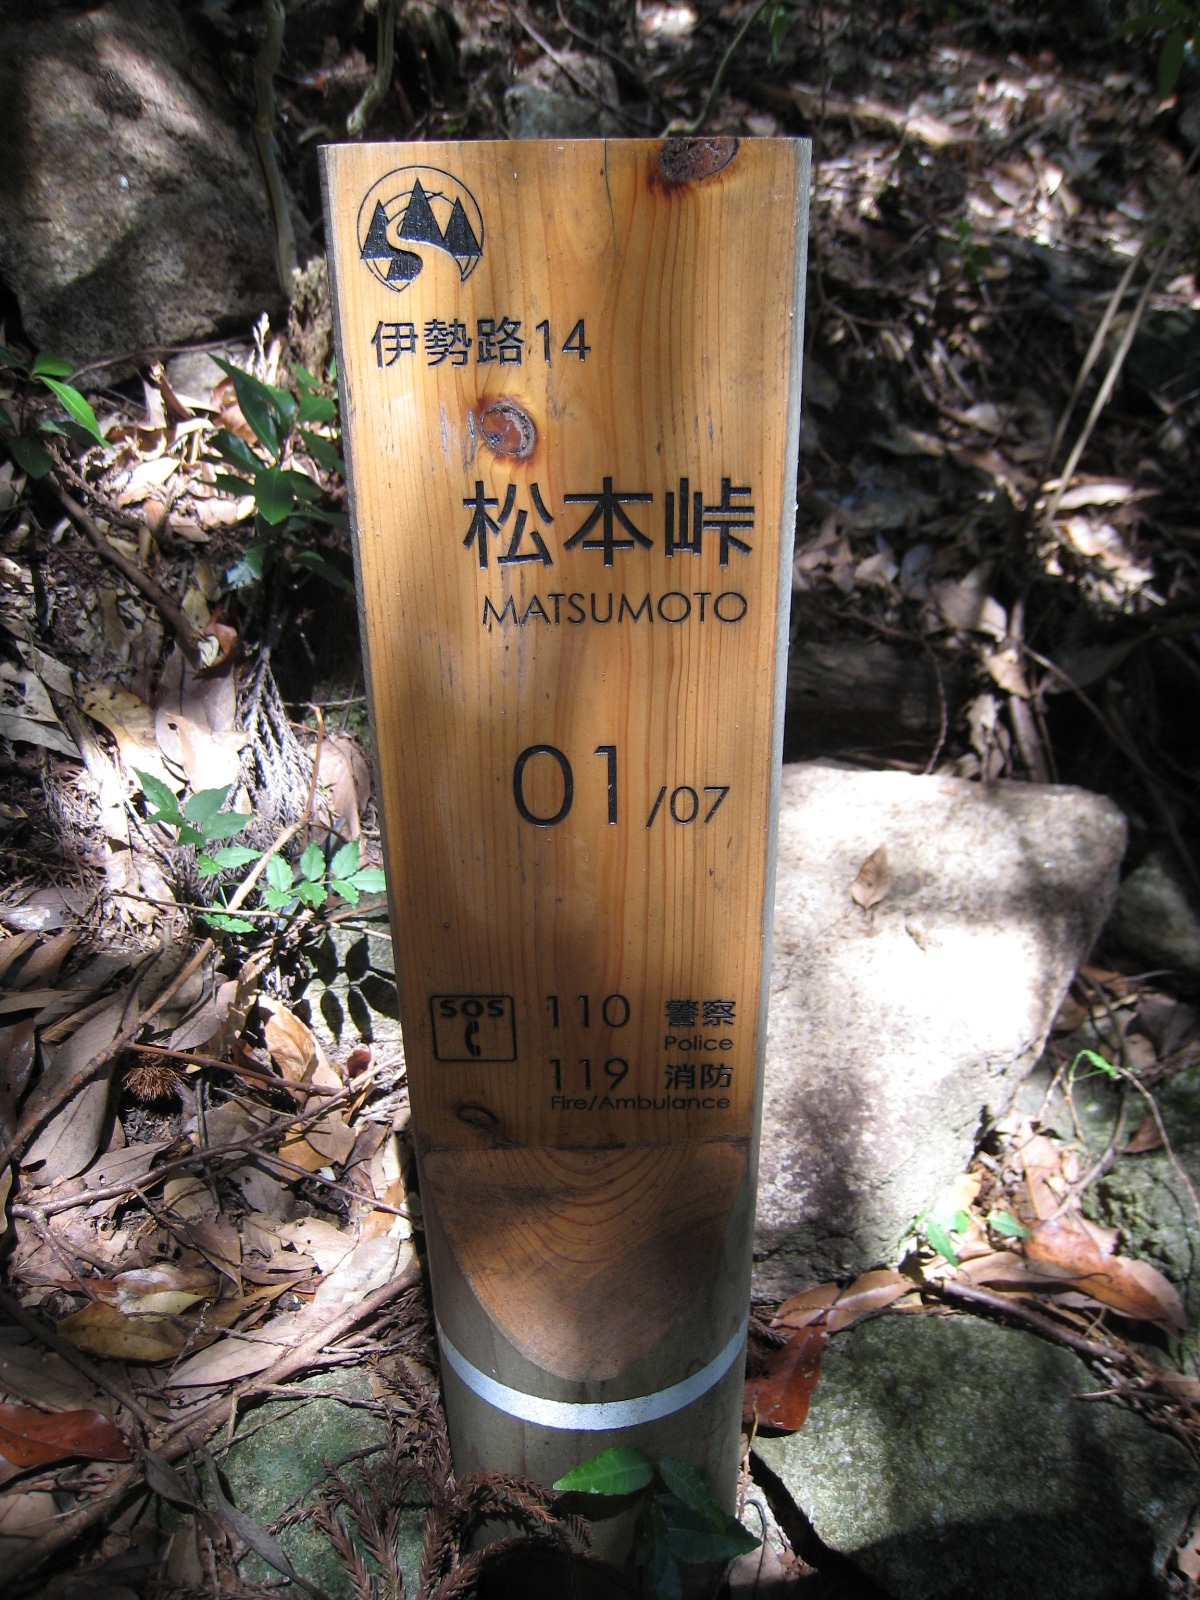 伊勢路14
松本峠
MATSUMOTO
01/07
SOS 110 警察
Police
119 消防
Fire/Ambulance